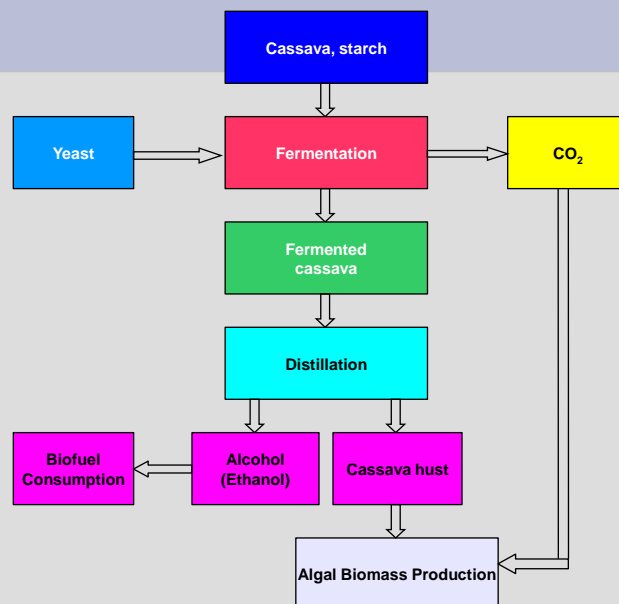 Cassava, starch
Yeast
Fermentation
CO₂
Fermented
cassava
Distillation
Biofuel
Consumption
Alcohol
(Ethanol)
Cassava hust
Algal Biomass Production